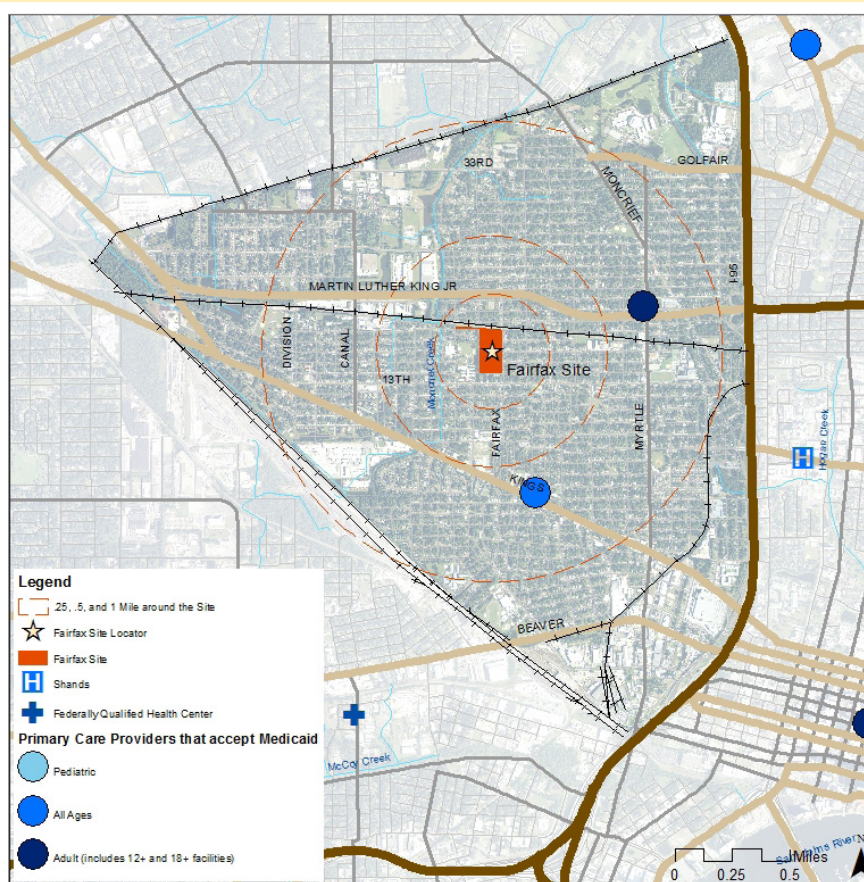 33RD
GOLFAIR
MONCRIEF
I-95
MARTIN LUTHER KING JR
DIVISION
CANAL
13TH
Moncrief Creek
Fairfax Site
FAIRFAX
MYRTLE
Hogan Creek
H
KINGS
BEAVER
McCoy Creek
Legend
.25, .5, and 1 Mile around the Site
Fairfax Site Locator
Fairfax Site
H Shands
Federally Qualified Health Center
Primary Care Providers that accept Medicaid
Pediatric
All Ages
Adult (includes 12+ and 18+ facilities)
River
Miles
0 0.25 0.5
N